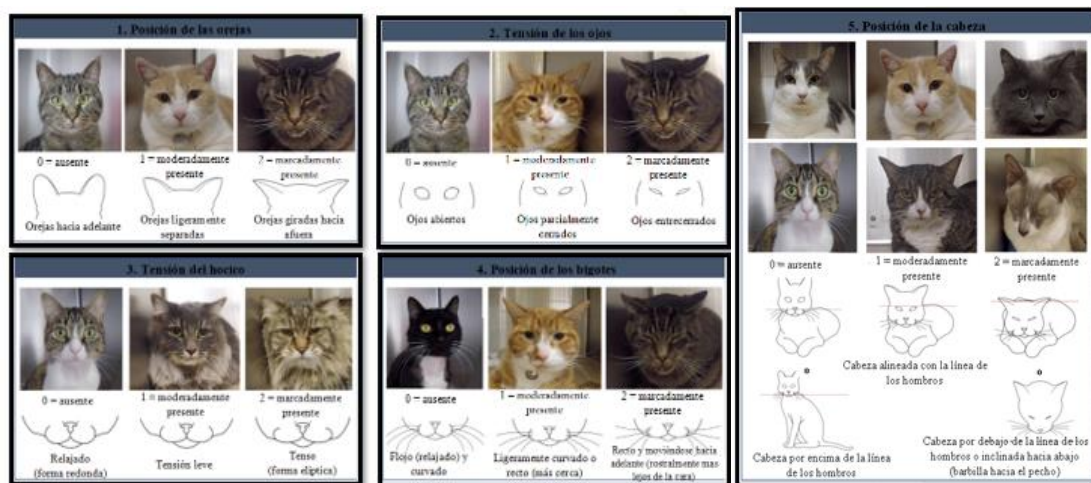 1. Posición de las orejas
0 = ausente
1 = moderadamente
presente
2 = marcadamente
presente
Orejas hacia adelante
Orejas ligeramente
separadas
Orejas giradas hacia
afuera
2. Tensión de los ojos
0 = ausente
1 = moderadamente
presente
2 = marcadamente
presente
Ojos abiertos
Ojos parcialmente
cerrados
Ojos entrecerrados
3. Tensión del hocico
0 = ausente
1 = moderadamente
presente
2 = marcadamente
presente
Relajado
(forma redonda)
Tensión leve
Tenso
(forma elíptica)
4. Posición de los bigotes
0 = ausente
1 = moderadamente
presente
2 = marcadamente
presente
Flojo (relajado) y
curvado
Ligeramente curvado o
recto (más cerca)
Recto y moviéndose hacia
adelante (rostralmente mas
lejos de la cara)
5. Posición de la cabeza
0 = ausente
1 = moderadamente
presente
2 = marcadamente
presente
Cabeza alineada con la línea de
los hombros
o
o
Cabeza por encima de la línea
de los hombros
Cabeza por debajo de la línea de los
hombros o inclinada hacia abajo
(barbilla hacia el pecho)